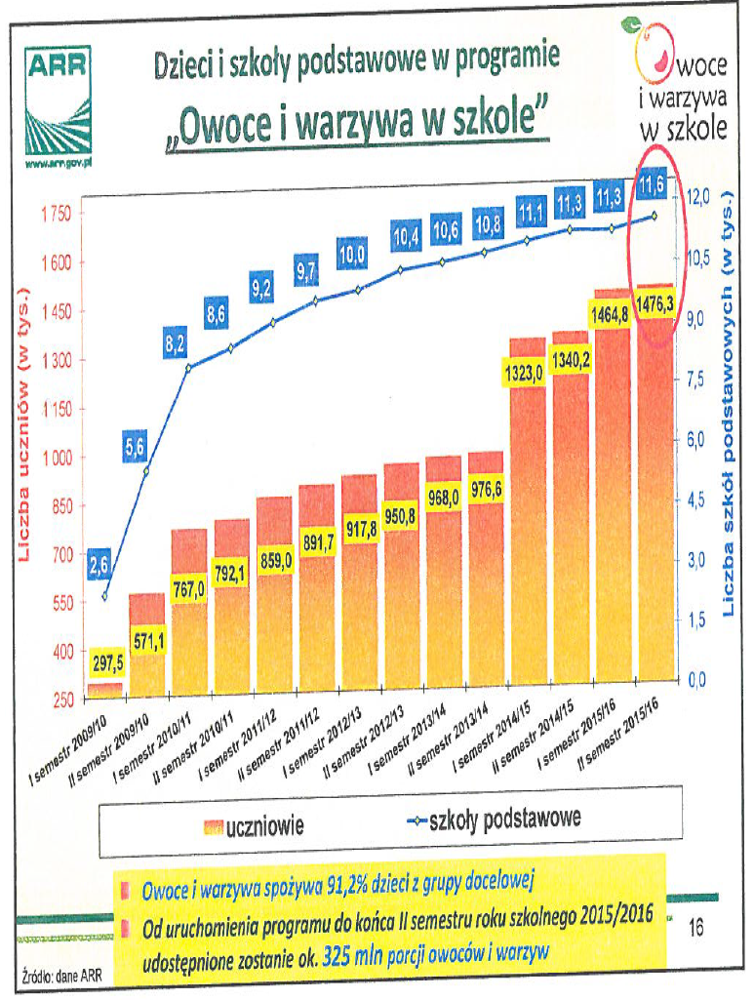 ARR
www.arr.gov.pl
Dzieci i szkoły podstawowe w programie
„Owoce i warzywa w szkole”
woce
i warzywa
w szkole
Liczba uczniów (w tys.)
1 750
1 600
1 450
1 300
1 150
1 000
850
700
550
400
250
2,6
5,6
8,2
8,6
9,2
9,7
10,0
10,4
10,6
10,8
11,1
11,3
11,3
11,6
297,5
571,1
767,0
792,1
859,0
891,7
917,8
950,8
968,0
976,6
1323,0
1340,2
1464,8
1476,3
12,0
10,5
9,0
7,5
6,0
4,5
3,0
1,5
0,0
Liczba szkół podstawowych (w tys.)
I semestr 2009/10
II semestr 2009/10
I semestr 2010/11
II semestr 2010/11
I semestr 2011/12
II semestr 2011/12
I semestr 2012/13
II semestr 2012/13
I semestr 2013/14
II semestr 2013/14
I semestr 2014/15
II semestr 2014/15
I semestr 2015/16
II semestr 2015/16
uczniowie
szkoły podstawowe
Owoce i warzywa spożywa 91,2% dzieci z grupy docelowej
Od uruchomienia programu do końca II semestru roku szkolnego 2015/2016
udostępnione zostanie ok. 325 mln porcji owoców i warzyw
16
Źródło: dane ARR